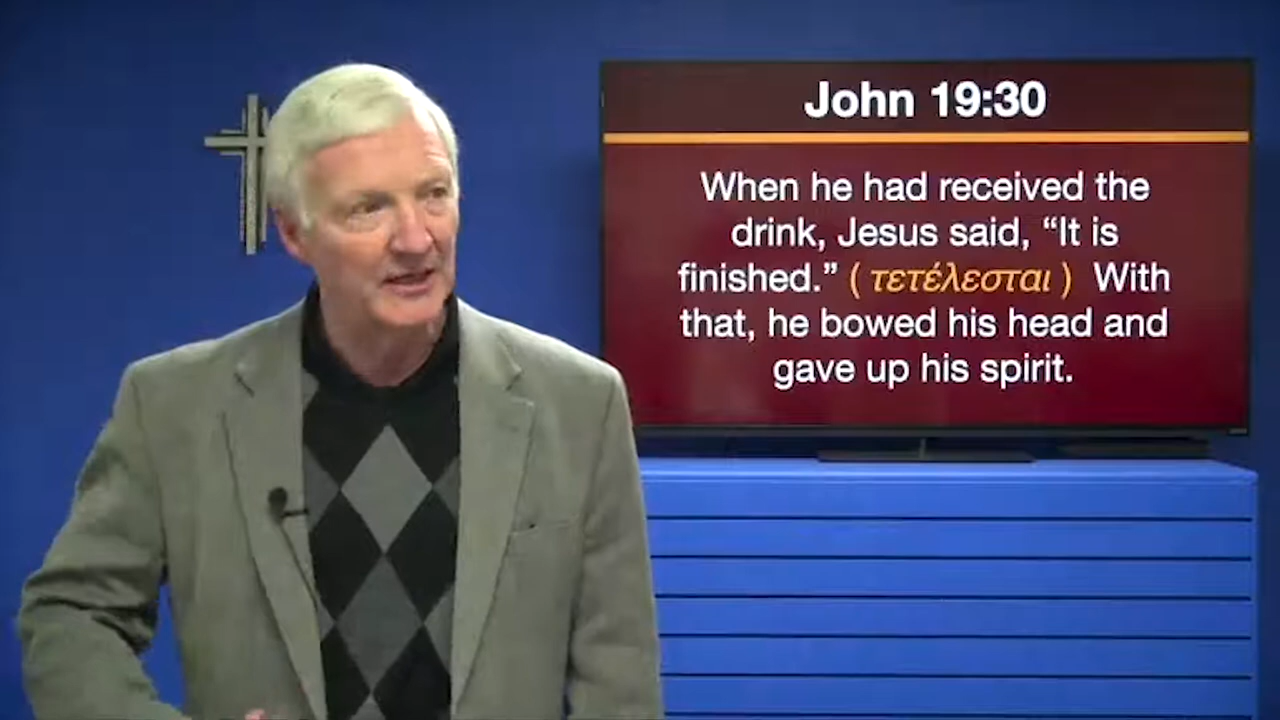 John 19:30
When he had received the
drink, Jesus said, “It is
finished.” ( τετέλεσται ) With
that, he bowed his head and
gave up his spirit.